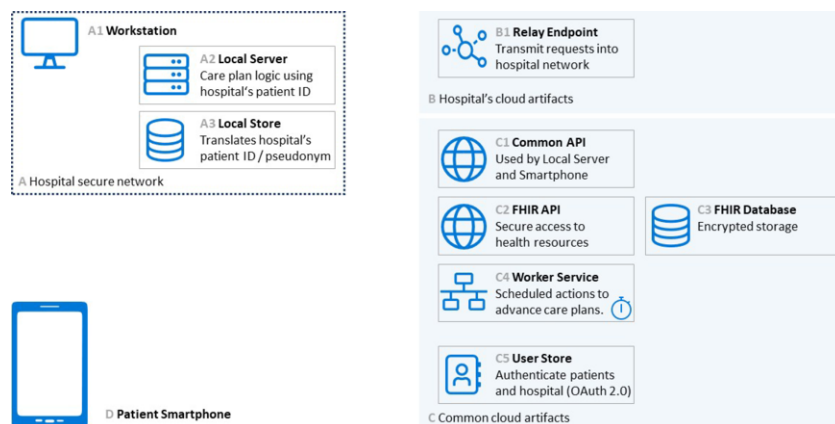 A1 Workstation
A2 Local Server
Care plan logic using
hospital's patient ID
A3 Local Store
Translates hospital's
patient ID / pseudonym
A Hospital secure network
B1 Relay Endpoint
Transmit requests into
hospital network
B Hospital's cloud artifacts
C1 Common API
Used by Local Server
and Smartphone
C2 FHIR API
Secure access to
health resources
C3 FHIR Database
Encrypted storage
C4 Worker Service
Scheduled actions to
advance care plans.
C5 User Store
Authenticate patients
and hospital (OAuth 2.0)
C Common cloud artifacts
D Patient Smartphone